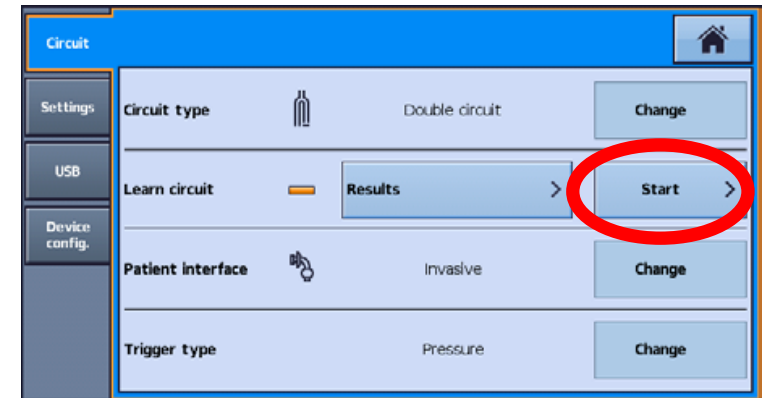 Circuit
Settings
USB
Device
config.
Circuit type
Double circuit
Change
Learn circuit
Results >
Start >
Patient interface
Invasive
Change
Trigger type
Pressure
Change